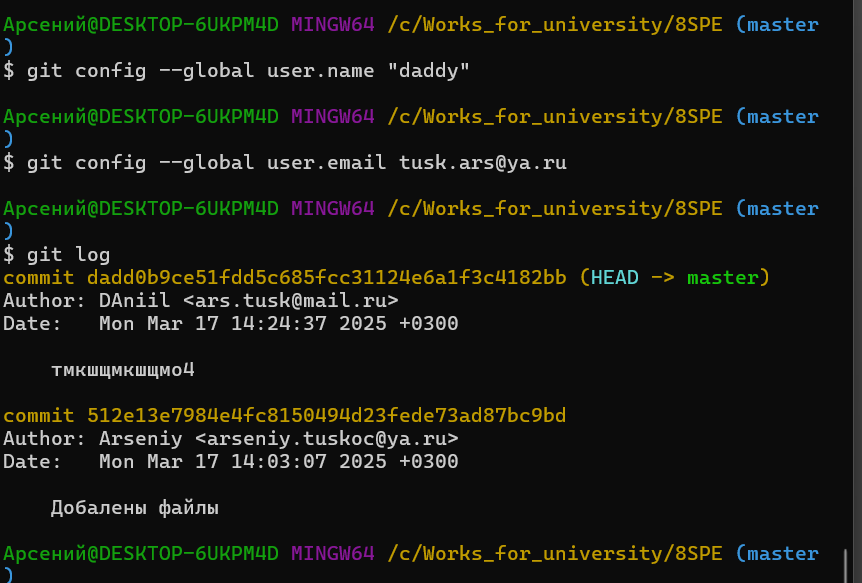 Арсений@DESKTOP-6UKPM4D MINGW64 /c/Works_for_university/8SPE (master
)
$ git config --global user.name "daddy"
Арсений@DESKTOP-6UKPM4D MINGW64 /c/Works_for_university/8SPE (master
)
$ git config --global user.email tusk.ars@ya.ru
Арсений@DESKTOP-6UKPM4D MINGW64 /c/Works_for_university/8SPE (master
)
$ git log
commit dadd0b9ce51fdd5c685fcc31124e6a1f3c4182bb (HEAD -> master)
Author: DAniil <ars.tusk@mail.ru>
Date:   Mon Mar 17 14:24:37 2025 +0300
    тмкшщмкшщмо4
commit 512e13e7984e4fc8150494d23fede73ad87bc9bd
Author: Arseniy <arseniy.tuskoc@ya.ru>
Date:   Mon Mar 17 14:03:07 2025 +0300
    Добалены файлы
Арсений@DESKTOP-6UKPM4D MINGW64 /c/Works_for_university/8SPE (master
)